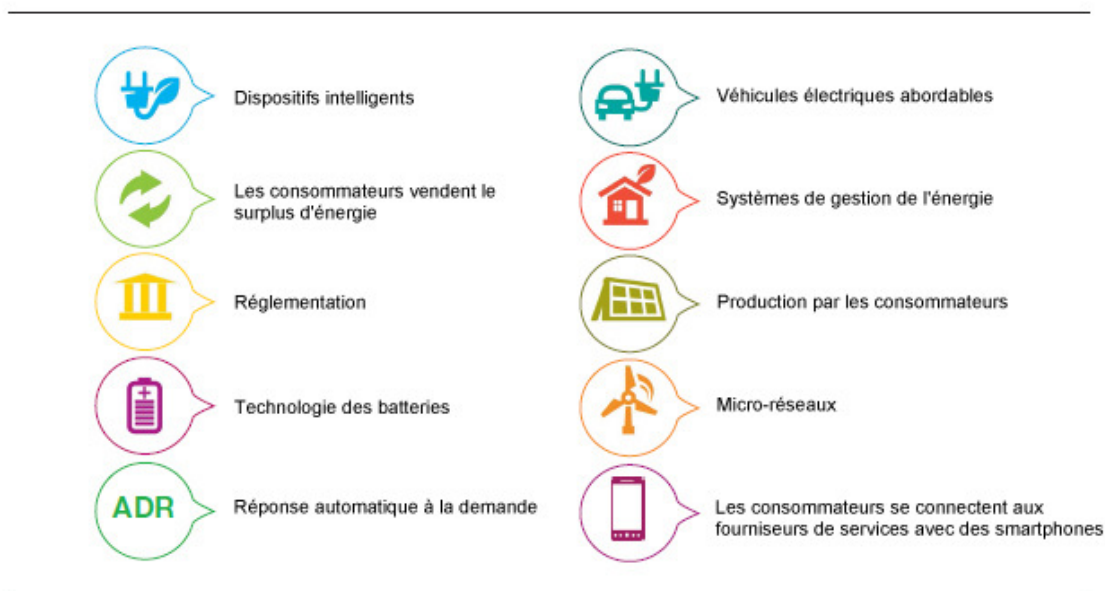 Dispositifs intelligents
Les consommateurs vendent le
surplus d'énergie
Réglementation
Technologie des batteries
ADR
Réponse automatique à la demande
Véhicules électriques abordables
Systèmes de gestion de l'énergie
Production par les consommateurs
Micro-réseaux
Les consommateurs se connectent aux
fourniseurs de services avec des smartphones